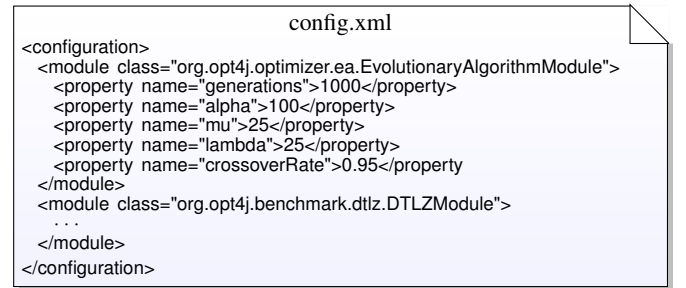 config.xml
<configuration>
<module class="org.opt4j.optimizer.ea.EvolutionaryAlgorithmModule">
<property name="generations">1000</property>
<property name="alpha">100</property>
<property name="mu">25</property>
<property name="lambda">25</property>
<property name="crossoverRate">0.95</property
</module>
<module class="org.opt4j.benchmark.dtlz.DTLZModule">
. . .
</module>
</configuration>